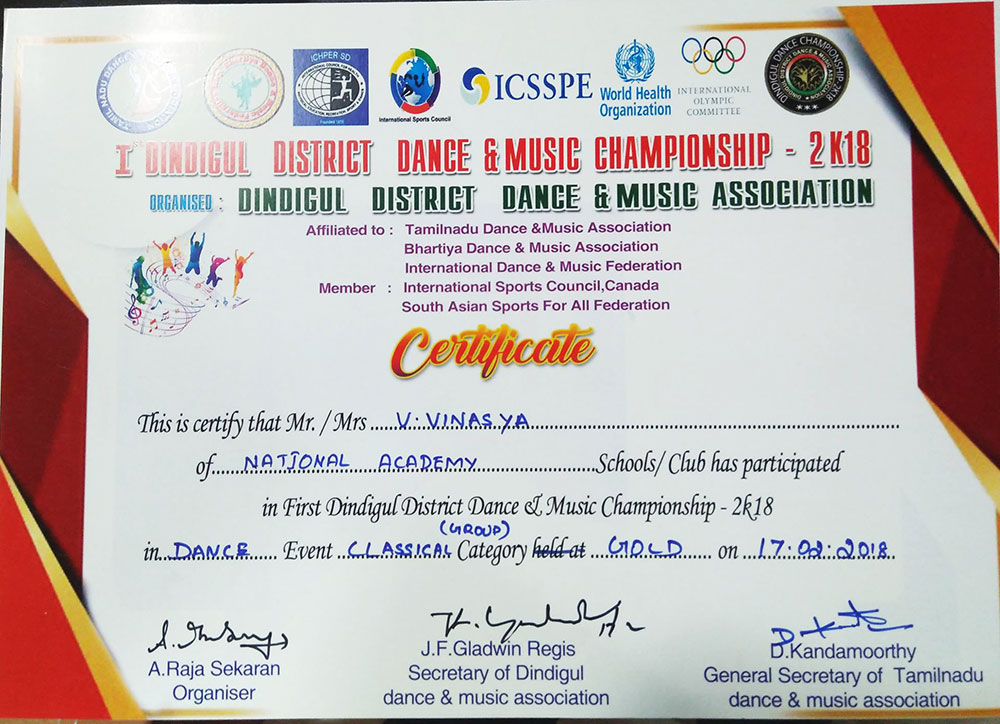 ICHPER SD
International Sports Council
ICSSPE
World Health
Organization
INTERNATIONAL
OLYMPIC
COMMITTEE
DINDIGUL DANCE CHAMPIONSHIP-2K18
Ist DINDIGUL DISTRICT DANCE & MUSIC CHAMPIONSHIP - 2K18
ORGANISED : DINDIGUL DISTRICT DANCE & MUSIC ASSOCIATION
Affiliated to : Tamilnadu Dance &Music Association
Bhartiya Dance & Music Association
International Dance & Music Federation
Member : International Sports Council,Canada
South Asian Sports For All Federation
Certificate
This is certify that Mr. / Mrs V. VINASYA
of NATIONAL ACADEMY Schools/ Club has participated
in First Dindigul District Dance & Music Championship - 2k18
(GROUP)
in DANCE Event CLASSICAL Category held at GOLD on 17.02.2018
A.Raja Sekaran
Organiser
J.F.Gladwin Regis
Secretary of Dindigul
dance & music association
D.Kandamoorthy
General Secretary of Tamilnadu
dance & music association